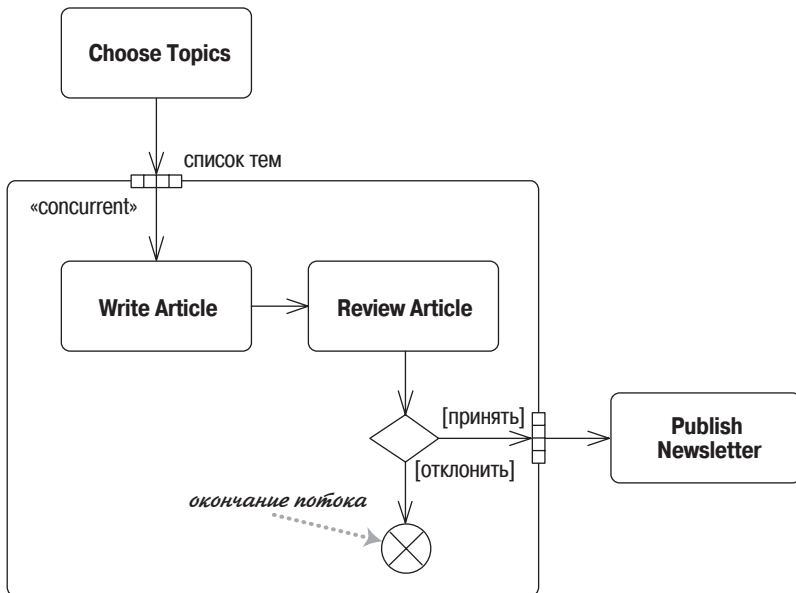 Choose Topics
список тем
«concurrent»
Write Article
Review Article
[принять]
Publish
Newsletter
[отклонить]
окончание потока